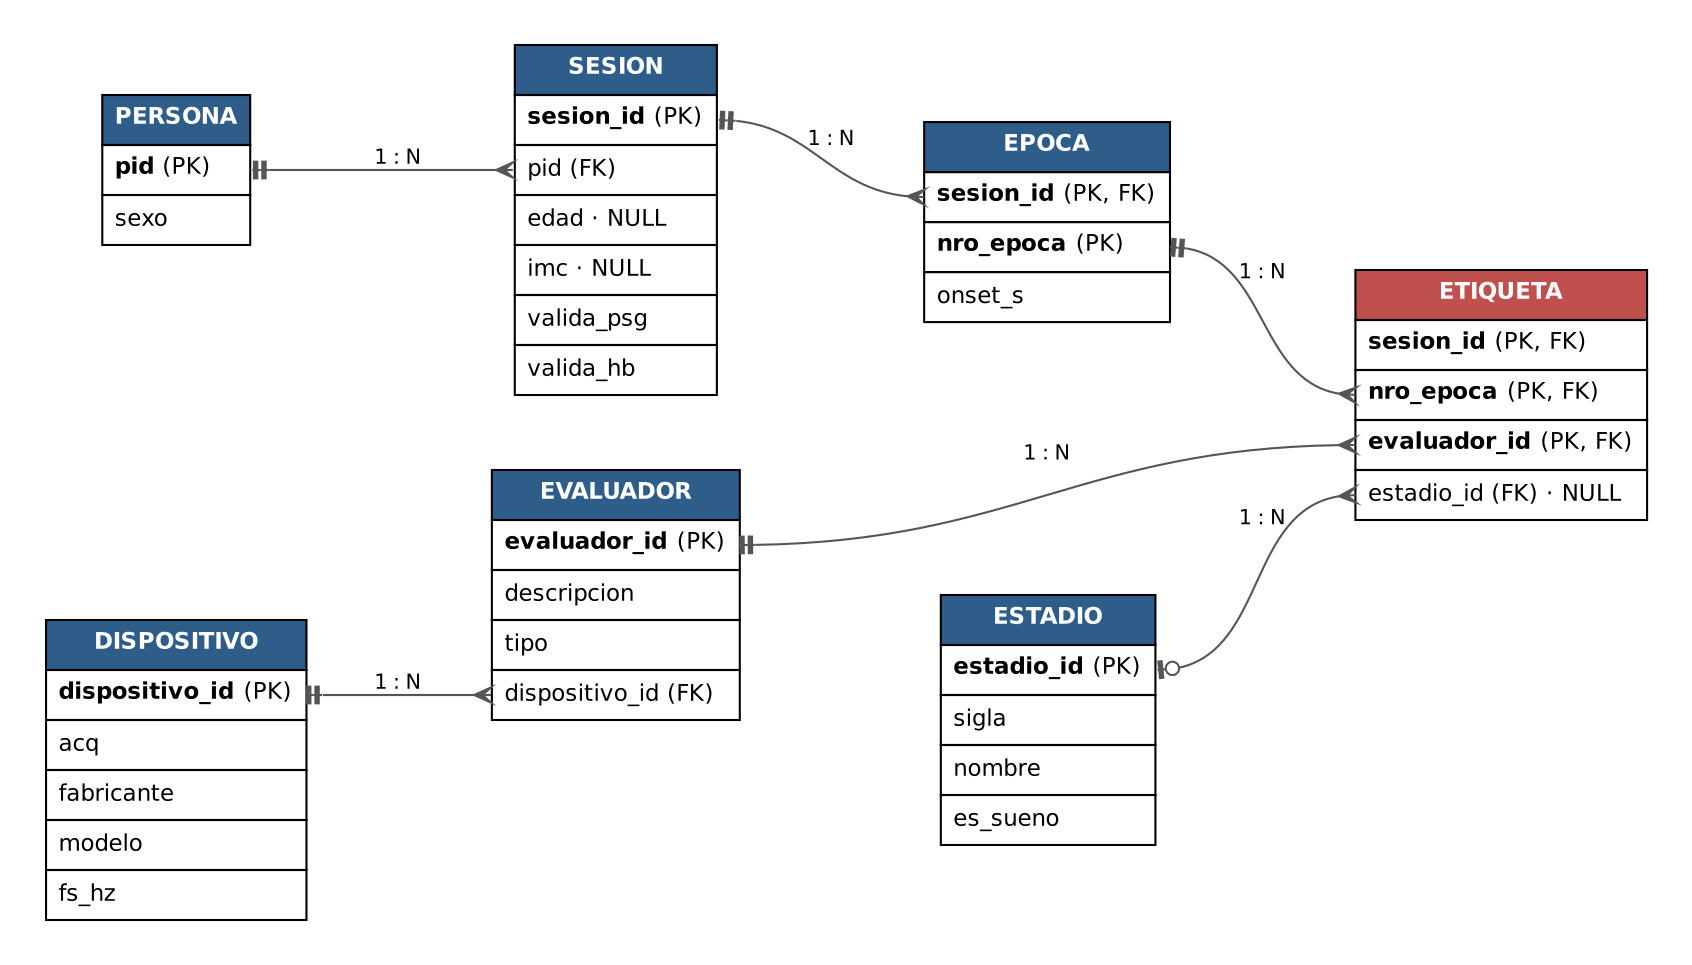 PERSONA
pid (PK)
sexo
1 : N
SESION
sesion_id (PK)
pid (FK)
edad · NULL
imc · NULL
valida_psg
valida_hb
1 : N
EPOCA
sesion_id (PK, FK)
nro_epoca (PK)
onset_s
1 : N
ETIQUETA
sesion_id (PK, FK)
nro_epoca (PK, FK)
evaluador_id (PK, FK)
estadio_id (FK) · NULL
1 : N
1 : N
EVALUADOR
evaluador_id (PK)
descripcion
tipo
dispositivo_id (FK)
DISPOSITIVO
dispositivo_id (PK)
acq
fabricante
modelo
fs_hz
1 : N
ESTADIO
estadio_id (PK)
sigla
nombre
es_sueno